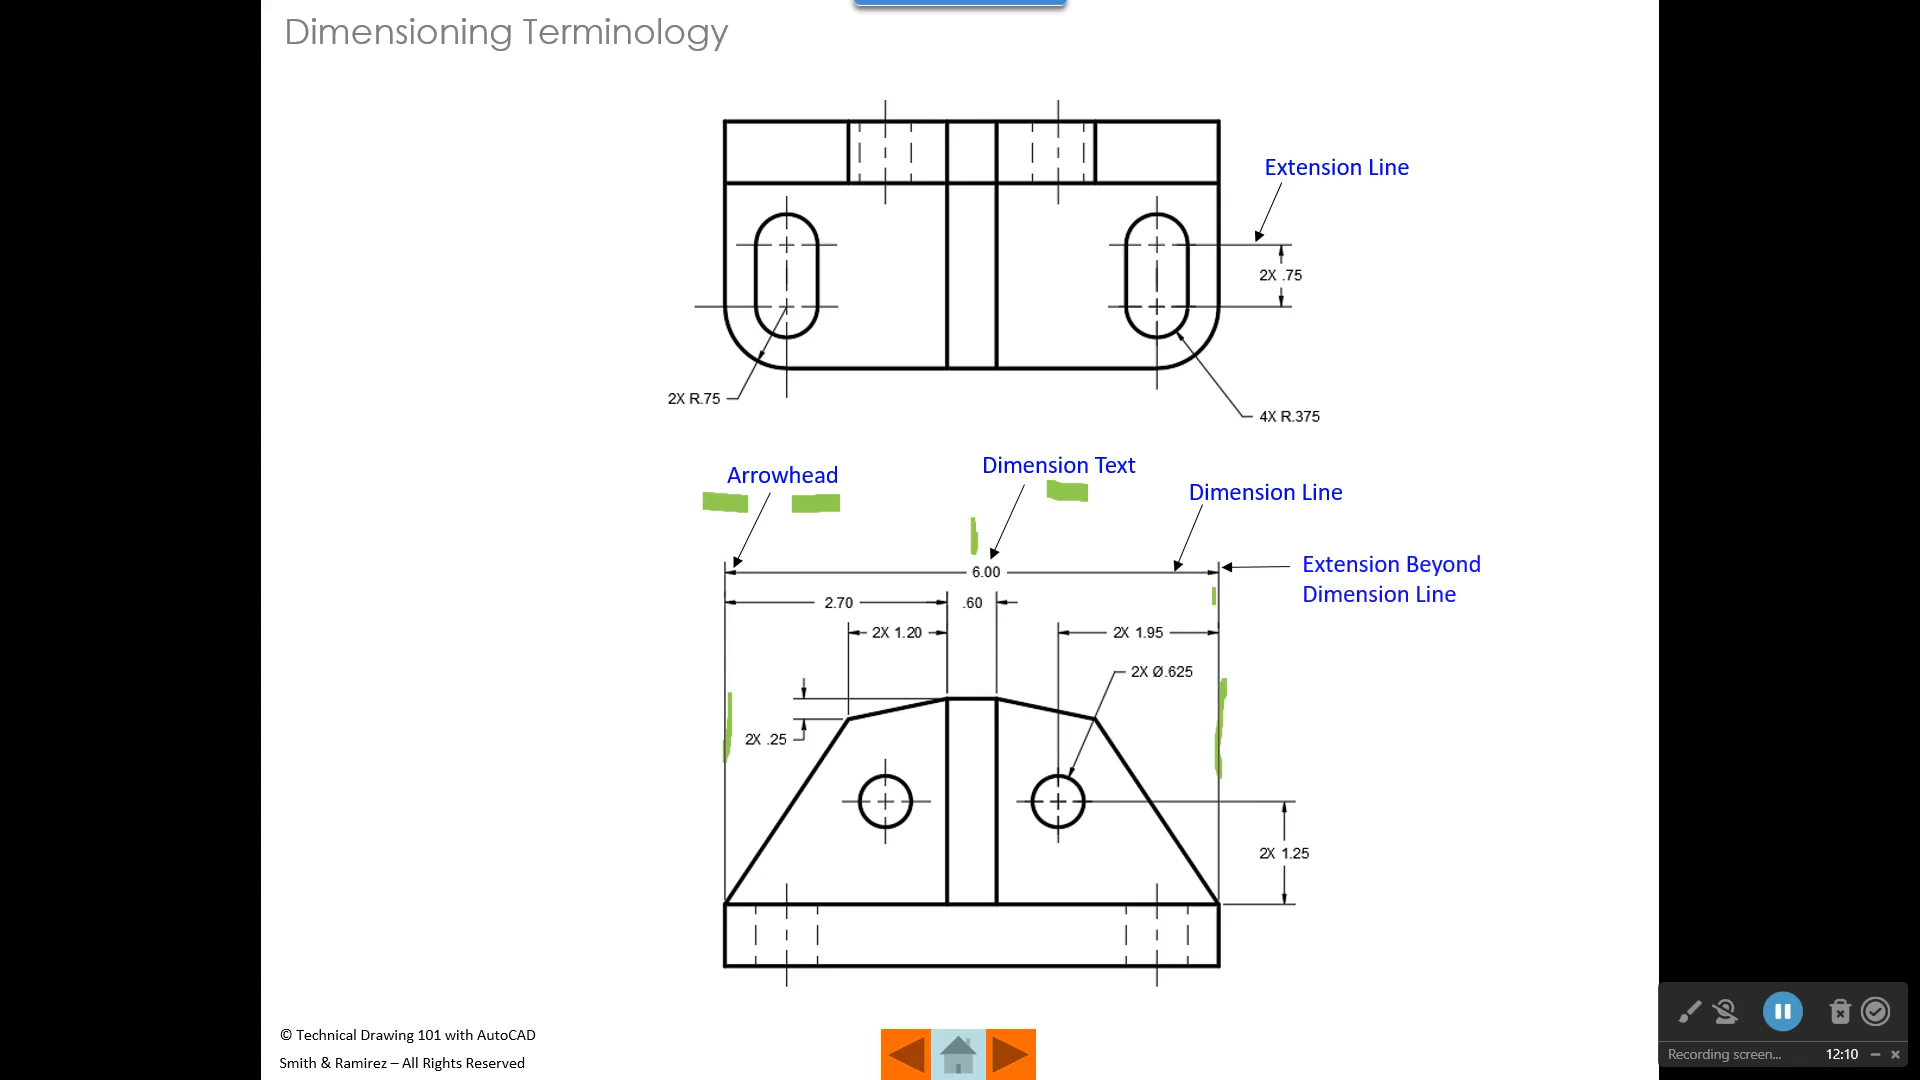 Dimensioning Terminology
Extension Line
2X .75
2X R.75
4X R.375
Arrowhead
Dimension Text
Dimension Line
Extension Beyond
Dimension Line
6.00
2.70
.60
2X 1.20
2X 1.95
2X Ø.625
2X .25
2X 1.25
© Technical Drawing 101 with AutoCAD
Smith & Ramirez – All Rights Reserved
Recording screen...
12:10